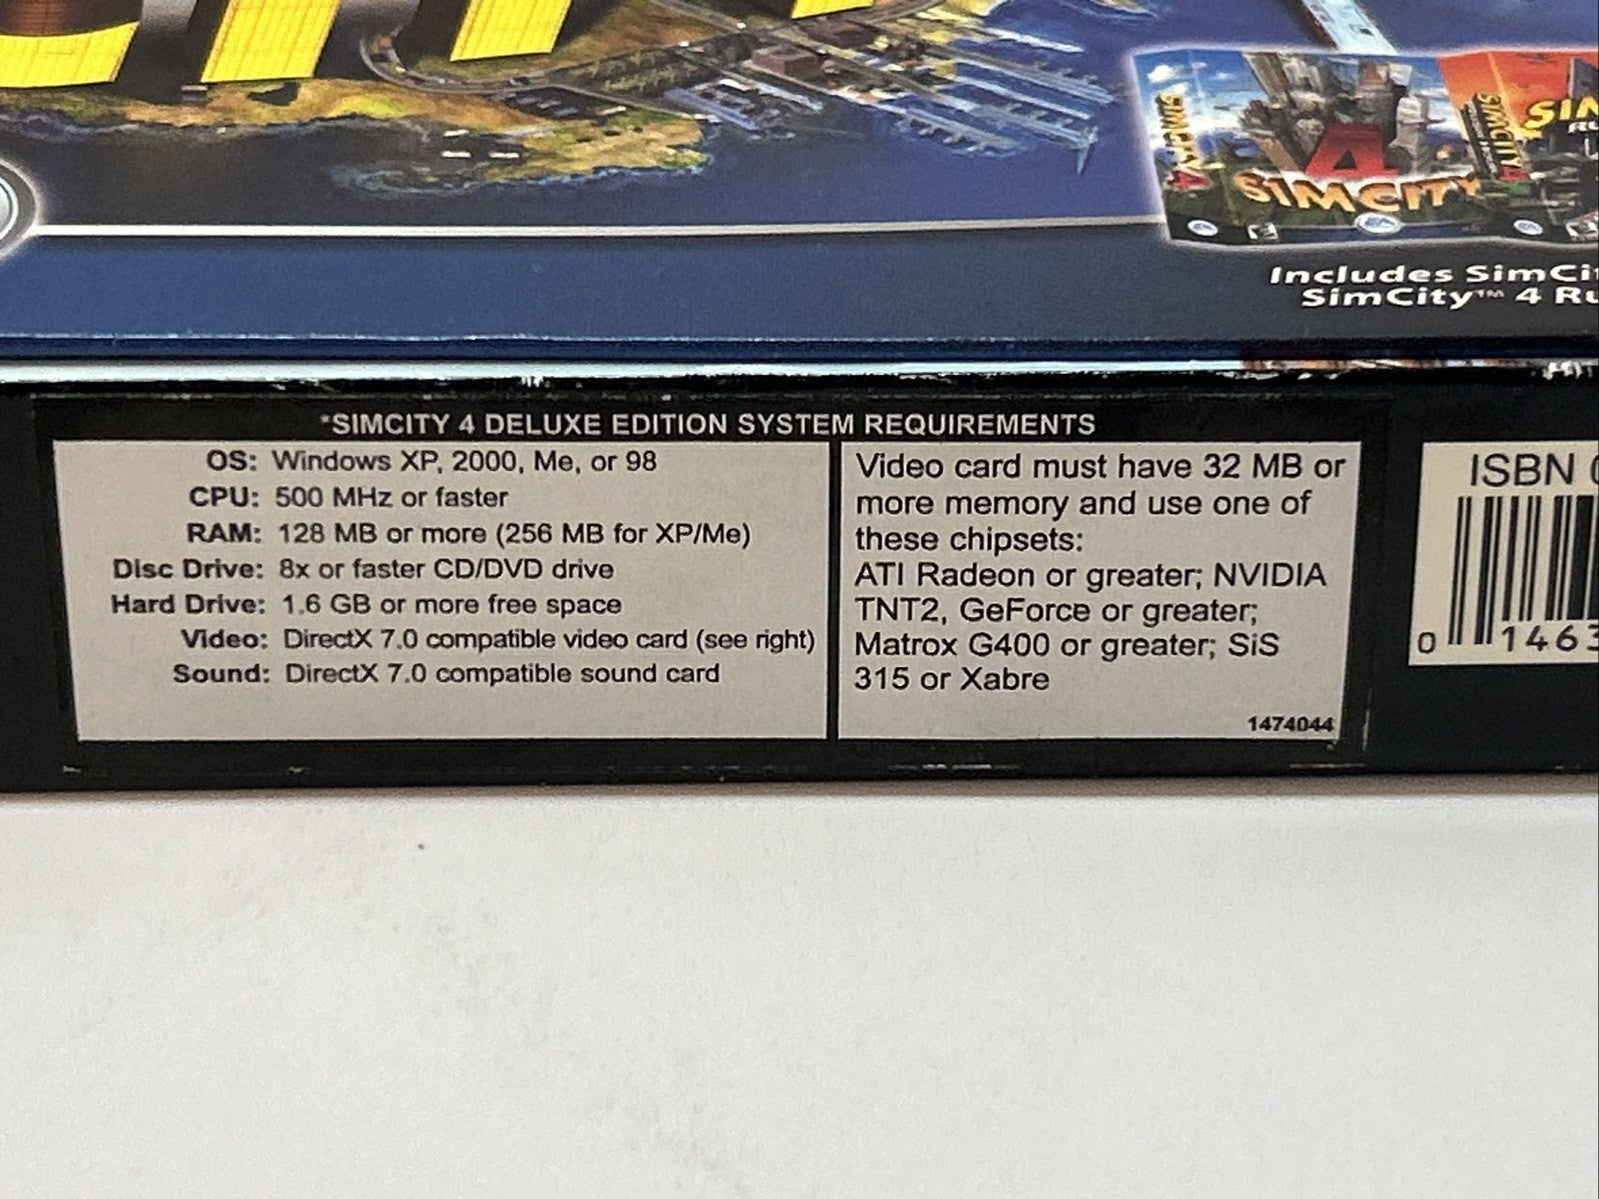 SIMCITY 4
4
SIMCITY
SIMCITY
Includes
SimCity™ 4
*SIMCITY 4 DELUXE EDITION SYSTEM REQUIREMENTS
OS: Windows XP, 2000, Me, or 98
CPU: 500 MHz or faster
RAM: 128 MB or more (256 MB for XP/Me)
Disc Drive: 8x or faster CD/DVD drive
Hard Drive: 1.6 GB or more free space
Video: DirectX 7.0 compatible video card (see right)
Sound: DirectX 7.0 compatible sound card
Video card must have 32 MB or
more memory and use one of
these chipsets:
ATI Radeon or greater; NVIDIA
TNT2, GeForce or greater;
Matrox G400 or greater; SiS
315 or Xabre
1474044
ISBN
0 1463